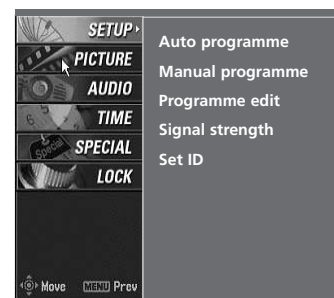 SETUP
PICTURE
AUDIO
TIME
SPECIAL
LOCK
Move MENU Prev
Auto programme
Manual programme
Programme edit
Signal strength
Set ID